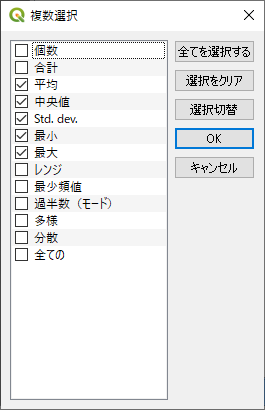 複数選択
個数
合計
平均
中央値
Std. dev.
最小
最大
レンジ
最少頻値
過半数（モード）
多様
分散
全ての
全てを選択する
選択をクリア
選択切替
OK
キャンセル